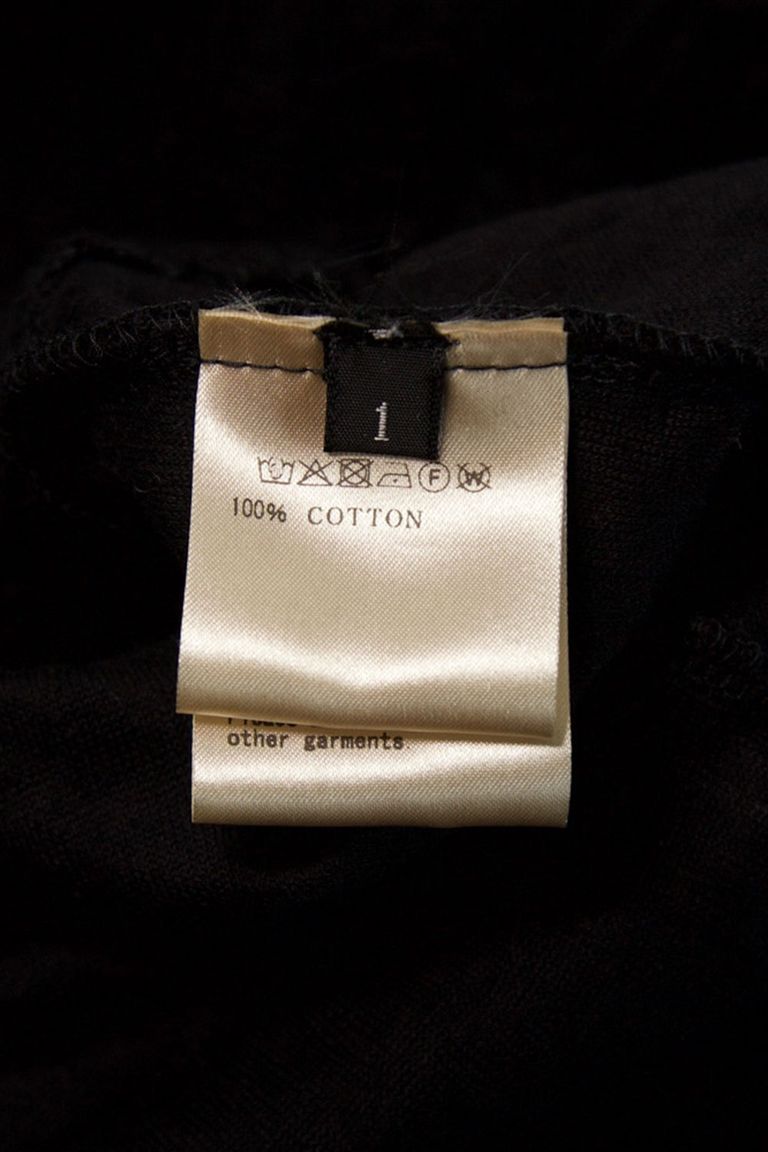 1
F W
100% COTTON
other garments